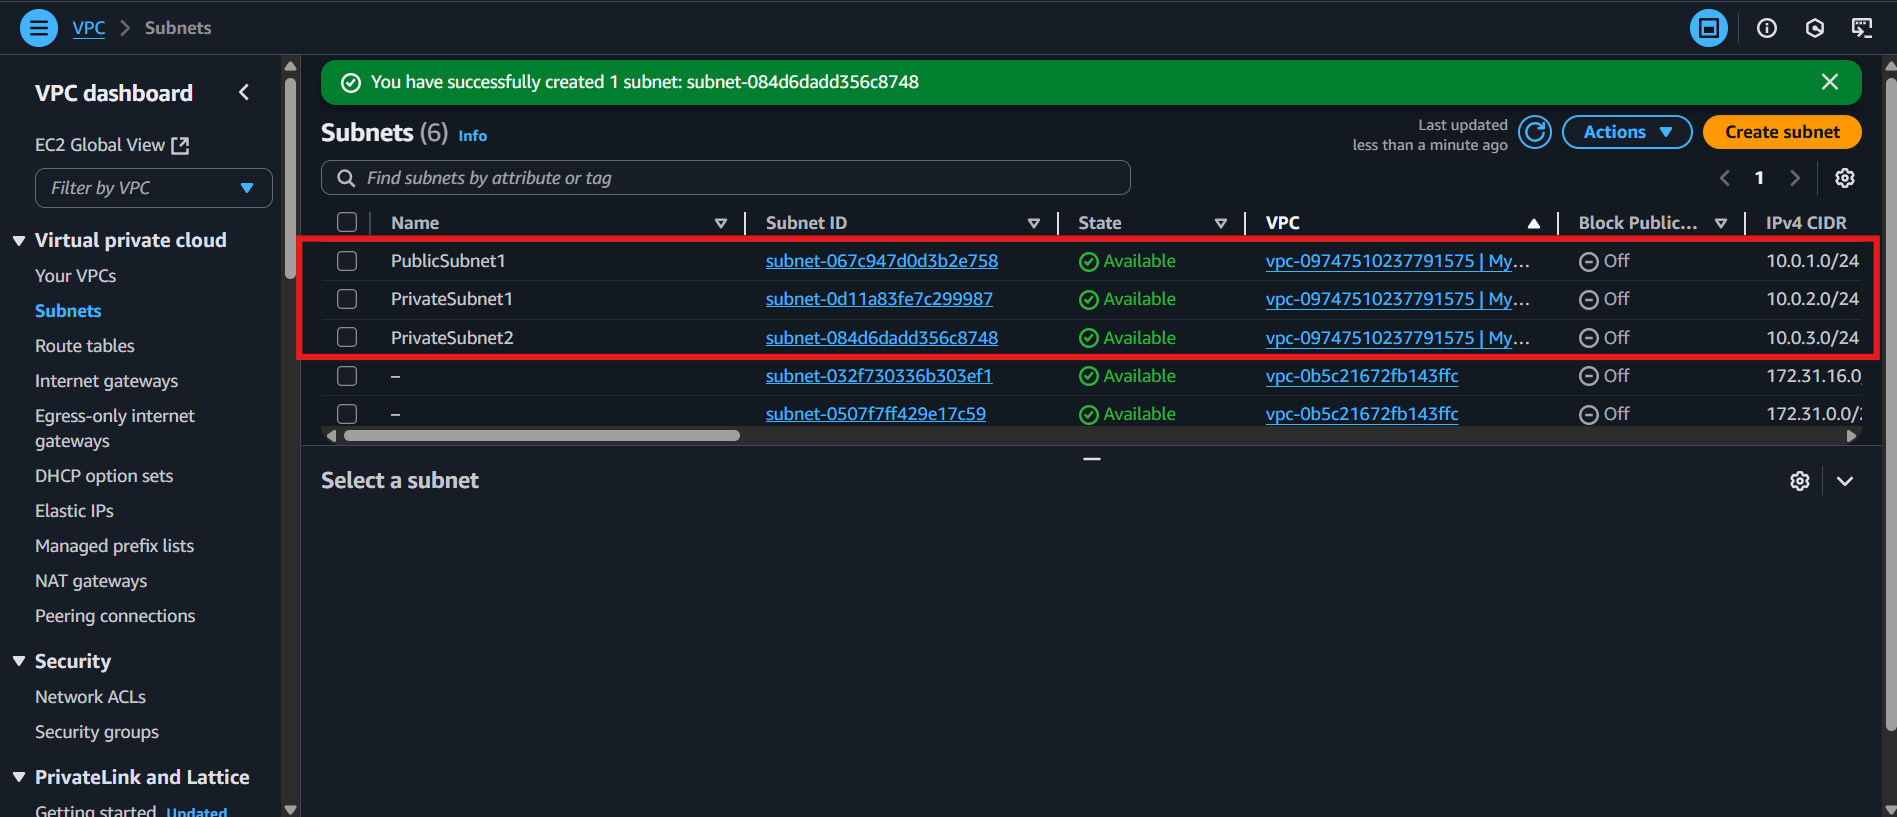 VPC > Subnets
VPC dashboard
EC2 Global View
Filter by VPC
Virtual private cloud
Your VPCs
Subnets
Route tables
Internet gateways
Egress-only internet
gateways
DHCP option sets
Elastic IPs
Managed prefix lists
NAT gateways
Peering connections
Security
Network ACLs
Security groups
PrivateLink and Lattice
Getting started Updated
You have successfully created 1 subnet: subnet-084d6dadd356c8748
Subnets (6) Info
Last updated
less than a minute ago
Actions
Create subnet
Find subnets by attribute or tag
1
Name Subnet ID State VPC Block Public... IPv4 CIDR
PublicSubnet1 subnet-067c947d0d3b2e758 Available vpc-09747510237791575 | My... Off 10.0.1.0/24
PrivateSubnet1 subnet-0d11a83fe7c299987 Available vpc-09747510237791575 | My... Off 10.0.2.0/24
PrivateSubnet2 subnet-084d6dadd356c8748 Available vpc-09747510237791575 | My... Off 10.0.3.0/24
– subnet-032f730336b303ef1 Available vpc-0b5c21672fb143ffc Off 172.31.16.0
– subnet-0507f7ff429e17c59 Available vpc-0b5c21672fb143ffc Off 172.31.0.0/
Select a subnet